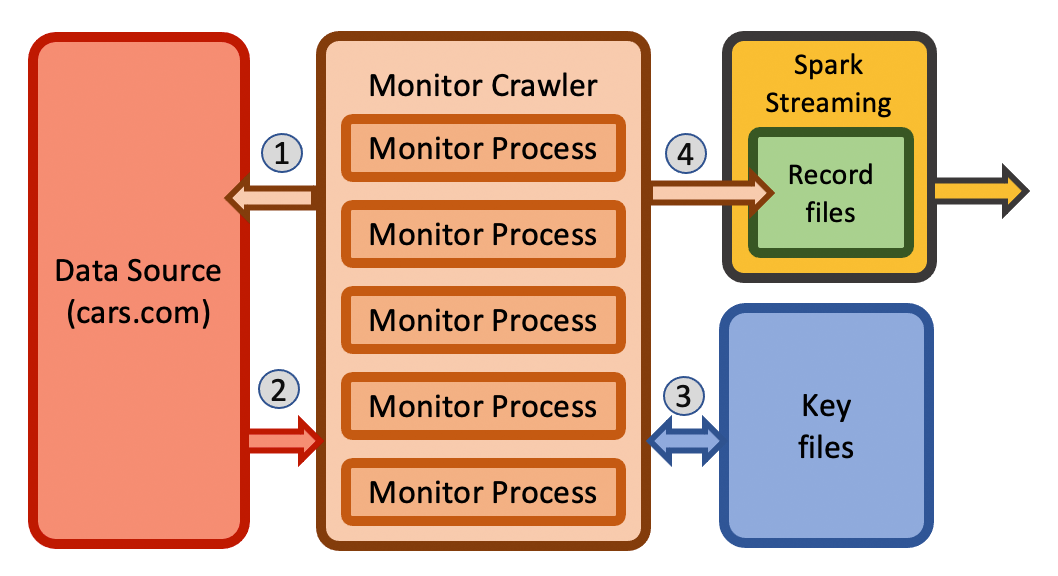 Data Source
(cars.com)
1
2
Monitor Crawler
Monitor Process
Monitor Process
Monitor Process
Monitor Process
Monitor Process
4
3
Spark
Streaming
Record
files
Key
files